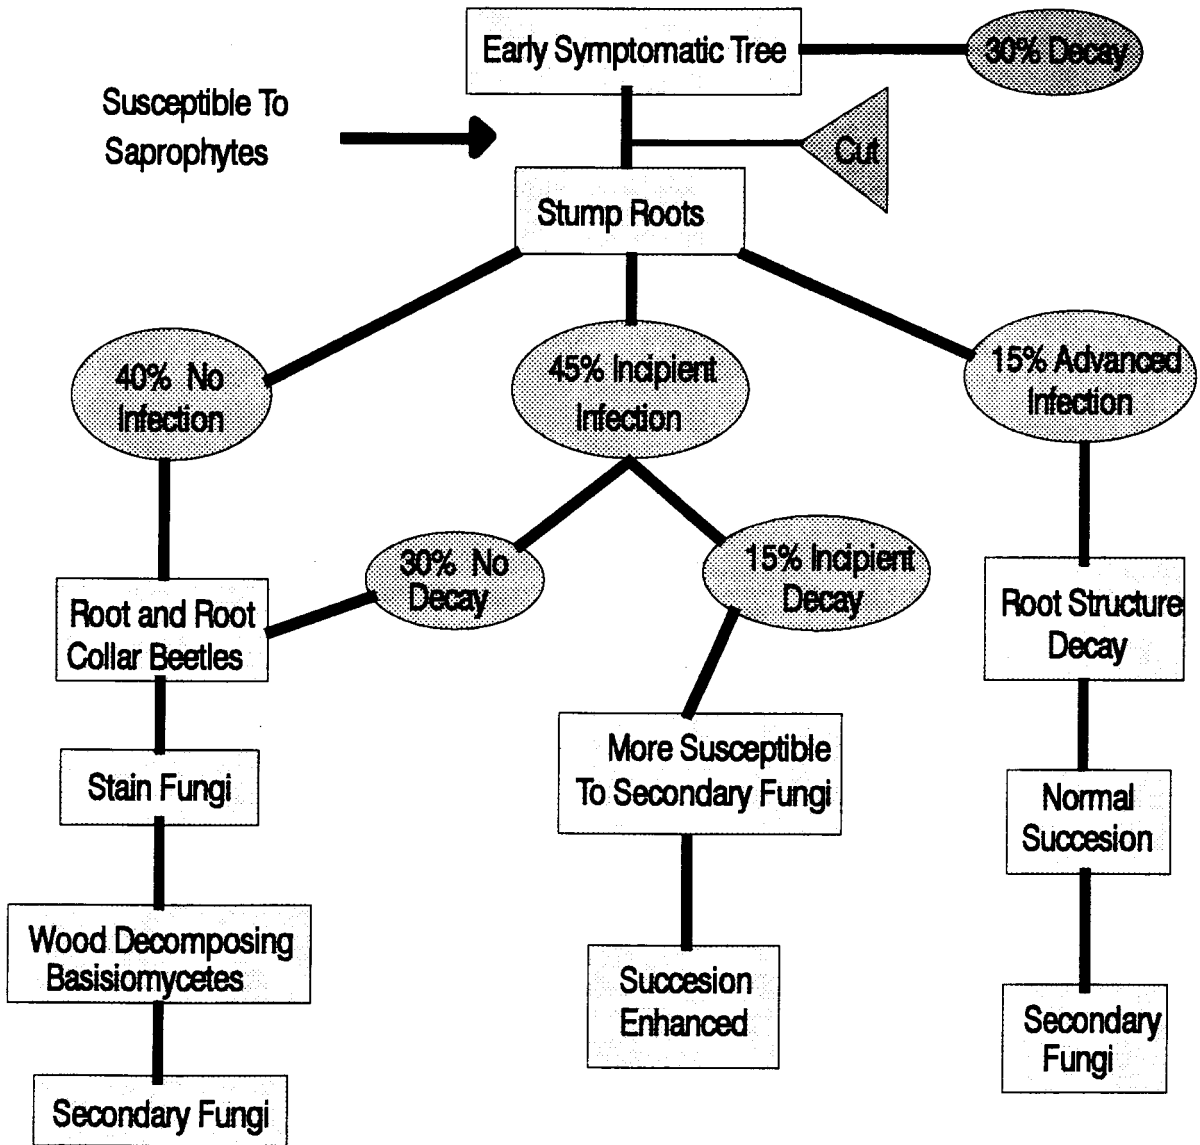 Early Symptomatic Tree
30% Decay
Susceptible To
Saprophytes
Cut
Stump Roots
40% No
Infection
45% Incipient
Infection
15% Advanced
Infection
30% No
Decay
15% Incipient
Decay
Root and Root
Collar Beetles
Root Structure
Decay
More Susceptible
To Secondary Fungi
Stain Fungi
Normal
Succesion
Wood Decomposing
Basisiomycetes
Succesion
Enhanced
Secondary
Fungi
Secondary Fungi